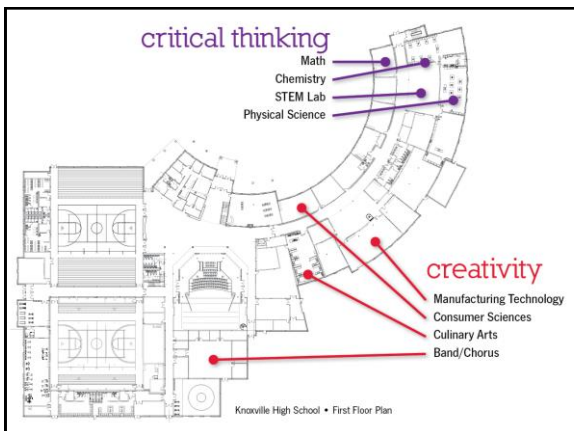 critical thinking
Math
Chemistry
STEM Lab
Physical Science
creativity
Manufacturing Technology
Consumer Sciences
Culinary Arts
Band/Chorus
Knoxville High School • First Floor Plan